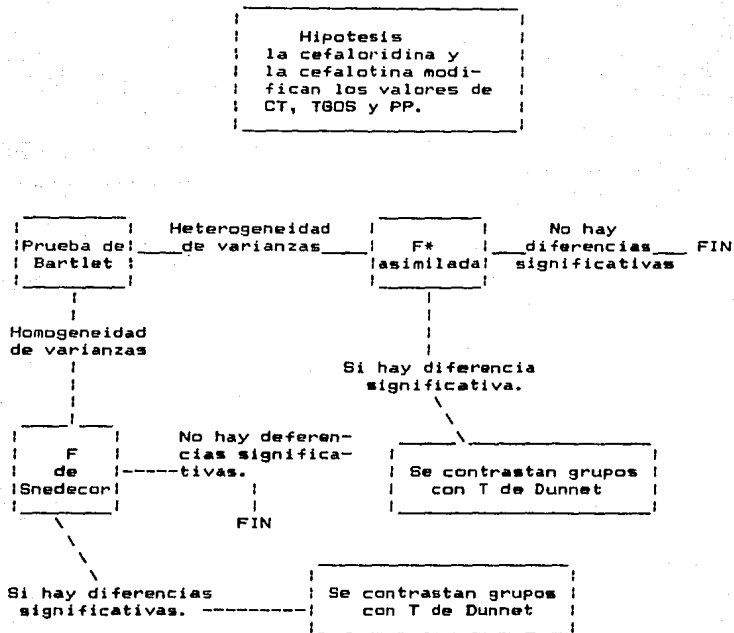 Hipotesis
la cefaloridina y
la cefalotina modi-
fican los valores de
CT, TGOS y PP.
Prueba de
Bartlet
Heterogeneidad
de varianzas
F*
asimilada
No hay
diferencias
significativas
FIN
Homogeneidad
de varianzas
Si hay diferencia
significativa.
F
de
Snedecor
No hay deferen-
cias significa-
tivas.
FIN
Se contrastan grupos
con T de Dunnet
Si hay diferencias
significativas.
Se contrastan grupos
con T de Dunnet